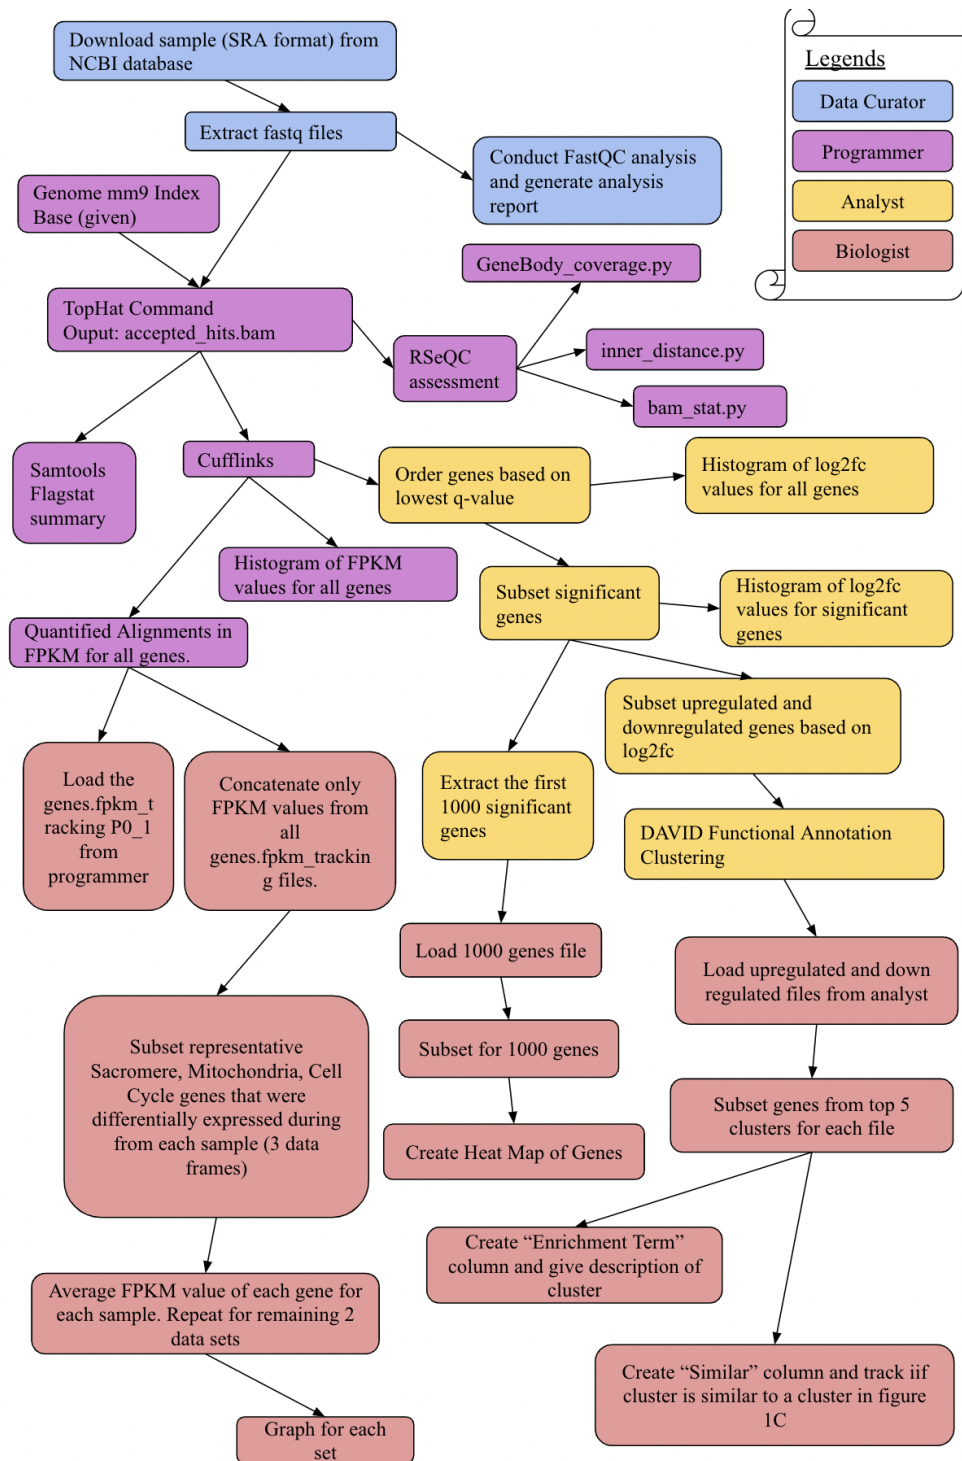 Download sample (SRA format) from
NCBI database
Legends
Data Curator
Programmer
Analyst
Biologist
Extract fastq files
Conduct FastQC analysis
and generate analysis
report
Genome mm9 Index
Base (given)
GeneBody_coverage.py
TopHat Command
Ouput: accepted_hits.bam
RSeQC
assessment
inner_distance.py
bam_stat.py
Samtools
Flagstat
summary
Cufflinks
Order genes based on
lowest q-value
Histogram of log2fc
values for all genes
Histogram of FPKM
values for all genes
Subset significant
genes
Histogram of log2fc
values for significant
genes
Quantified Alignments in
FPKM for all genes.
Subset upregulated and
downregulated genes based on
log2fc
Load the
genes.fpkm_t
racking P0_1
from
programmer
Concatenate only
FPKM values from
all
genes.fpkm_trackin
g files.
Extract the first
1000 significant
genes
DAVID Functional Annotation
Clustering
Load 1000 genes file
Load upregulated and down
regulated files from analyst
Subset representative
Sacromere, Mitochondria, Cell
Cycle genes that were
differentially expressed during
from each sample (3 data
frames)
Subset for 1000 genes
Subset genes from top 5
clusters for each file
Create Heat Map of Genes
Create “Enrichment Term”
column and give description of
cluster
Average FPKM value of each gene for
each sample. Repeat for remaining 2
data sets
Create “Similar” column and track iif
cluster is similar to a cluster in figure
1C
Graph for each
set